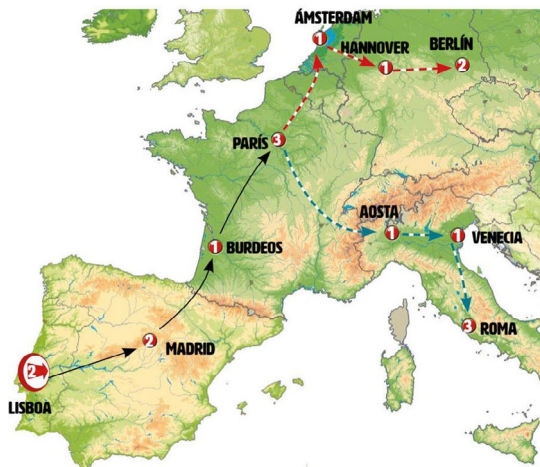 ÁMSTERDAM
1
HANNOVER
1
BERLÍN
2
PARÍS
3
AOSTA
1
1
VENECIA
1
BURDEOS
3
ROMA
2
MADRID
2
LISBOA